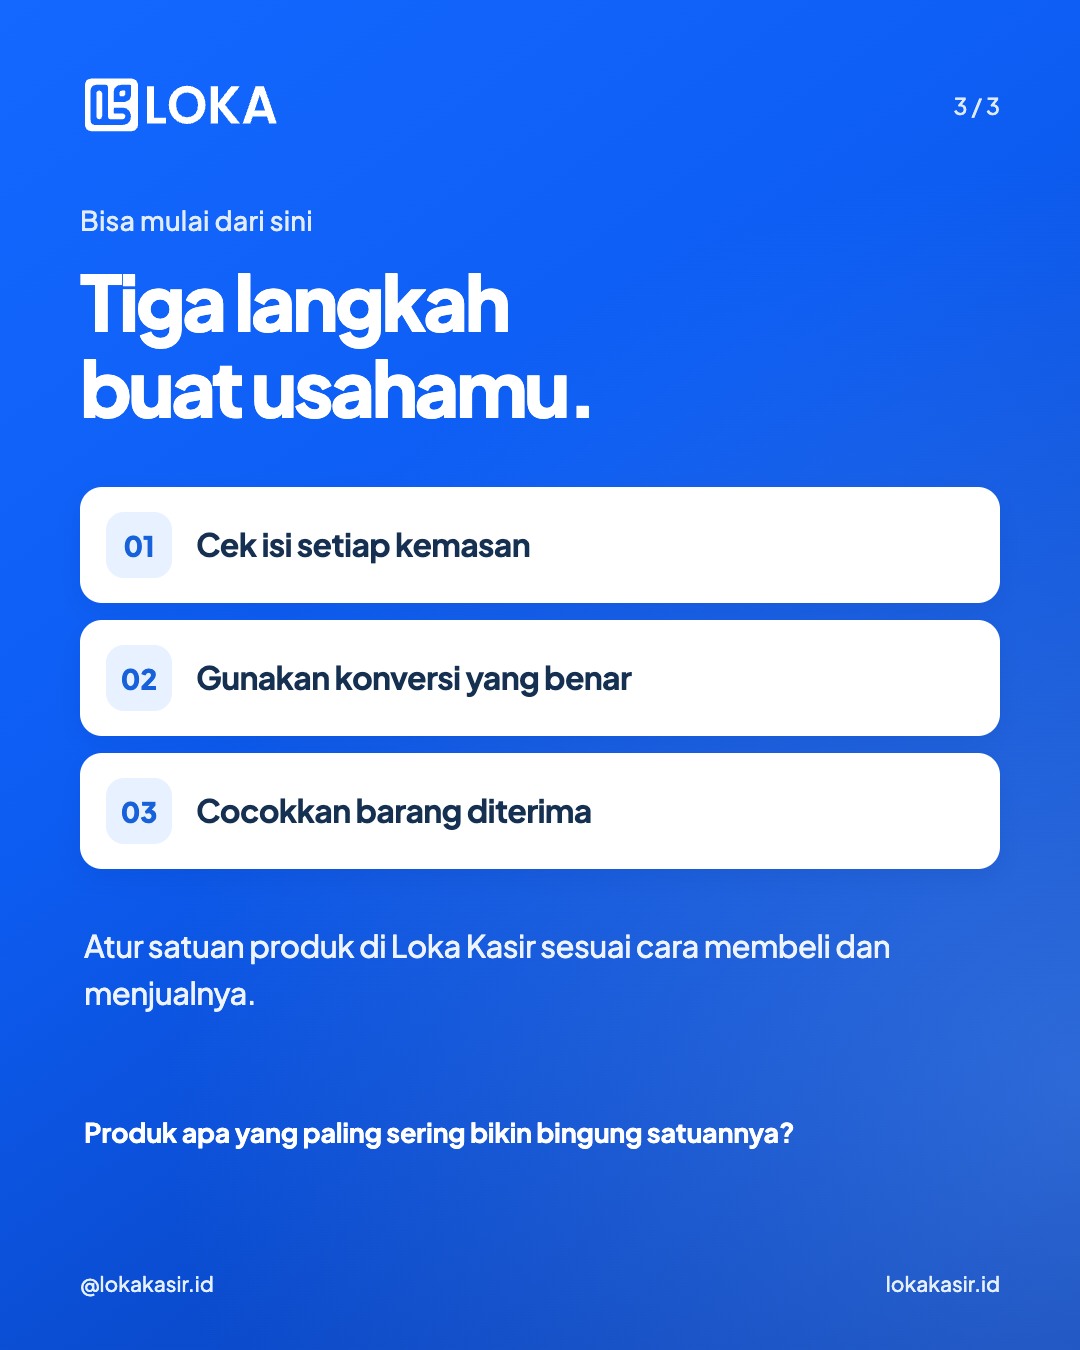 LOKA
3 / 3
Bisa mulai dari sini
Tiga langkah
buat usahamu.
01 Cek isi setiap kemasan
02 Gunakan konversi yang benar
03 Cocokkan barang diterima
Atur satuan produk di Loka Kasir sesuai cara membeli dan
menjualnya.
Produk apa yang paling sering bikin bingung satuannya?
@lokakasir.id
lokakasir.id